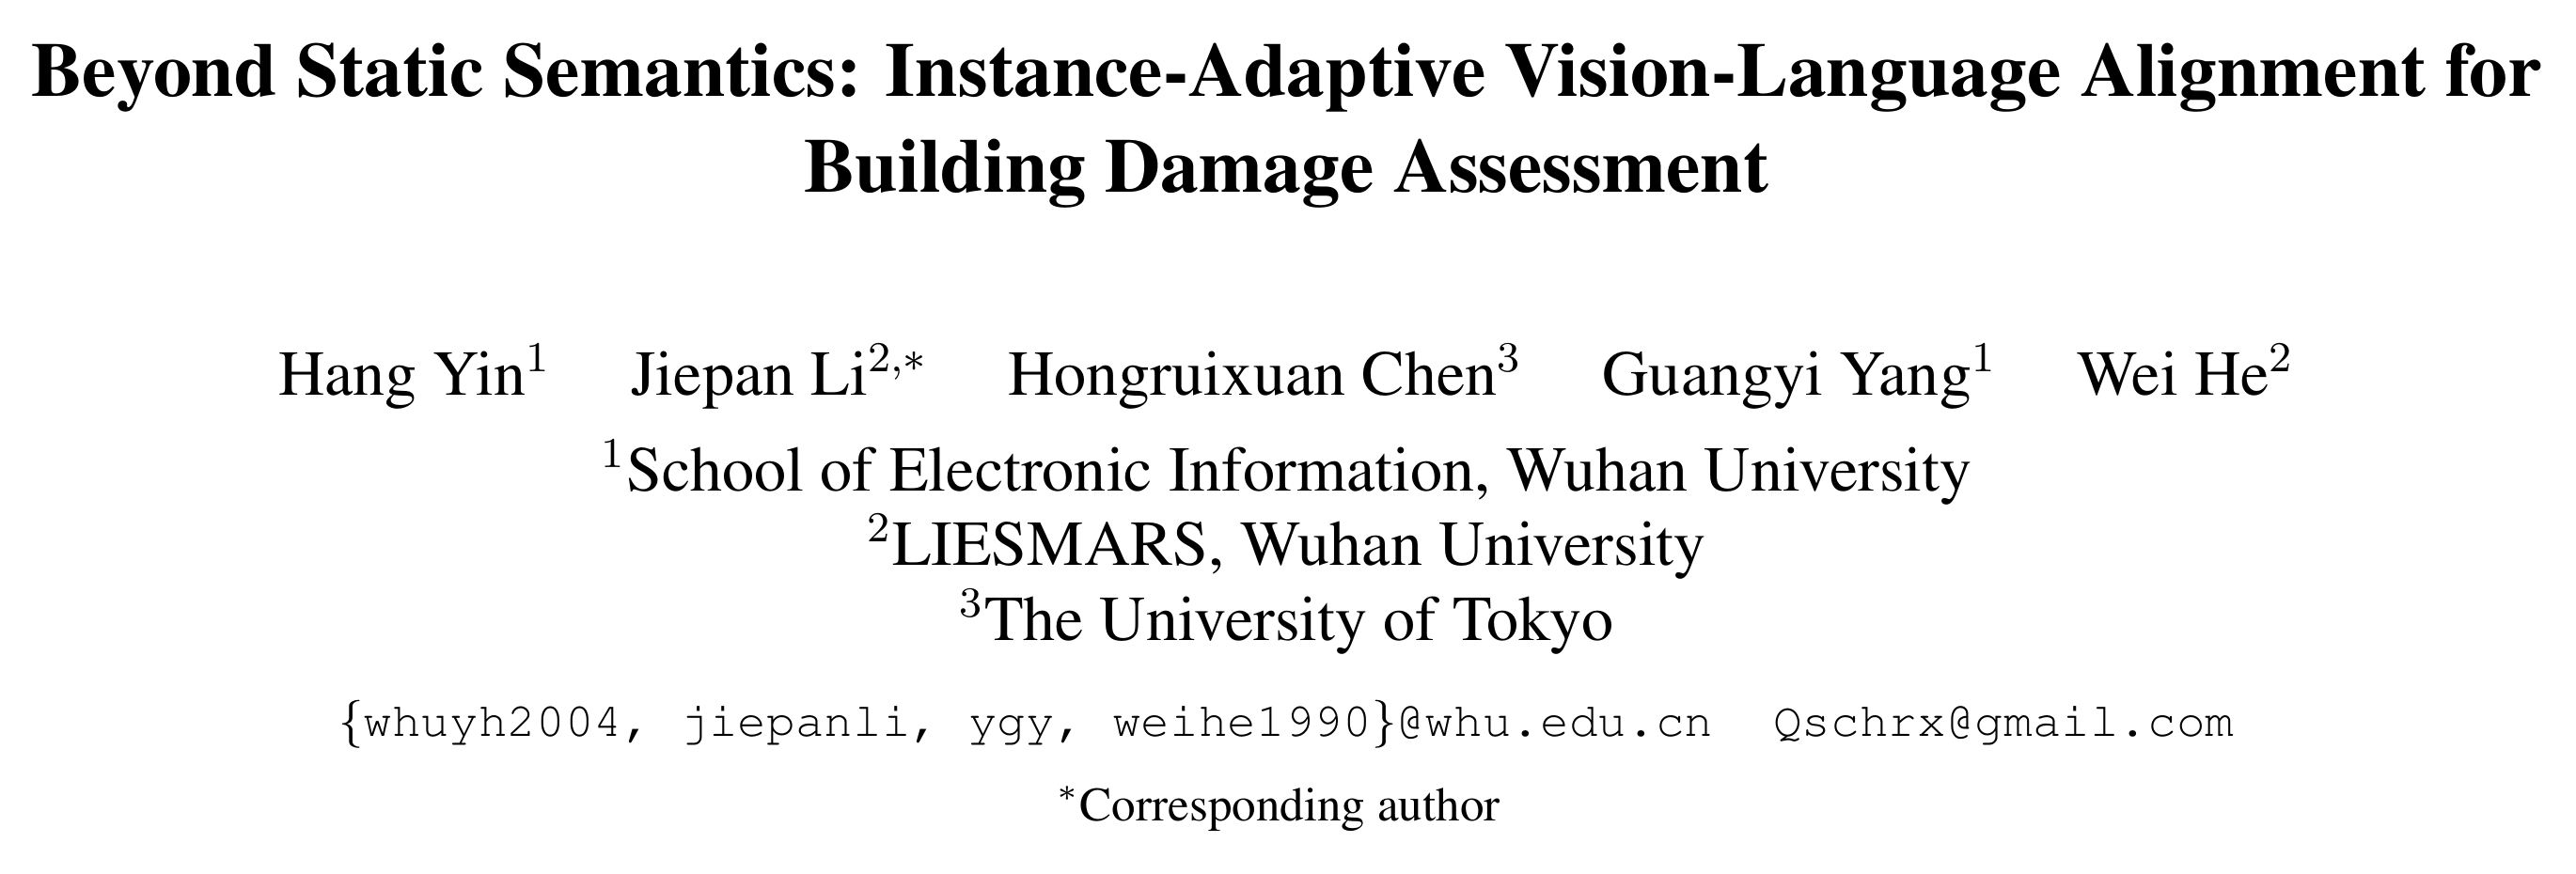 Beyond Static Semantics: Instance-Adaptive Vision-Language Alignment for
Building Damage Assessment
Hang Yin¹ Jiepan Li²,* Hongruixuan Chen³ Guangyi Yang¹ Wei He²
¹School of Electronic Information, Wuhan University
²LIESMARS, Wuhan University
³The University of Tokyo
{whuyh2004, jiepanli, ygy, weihe1990}@whu.edu.cn Qschrx@gmail.com
*Corresponding author